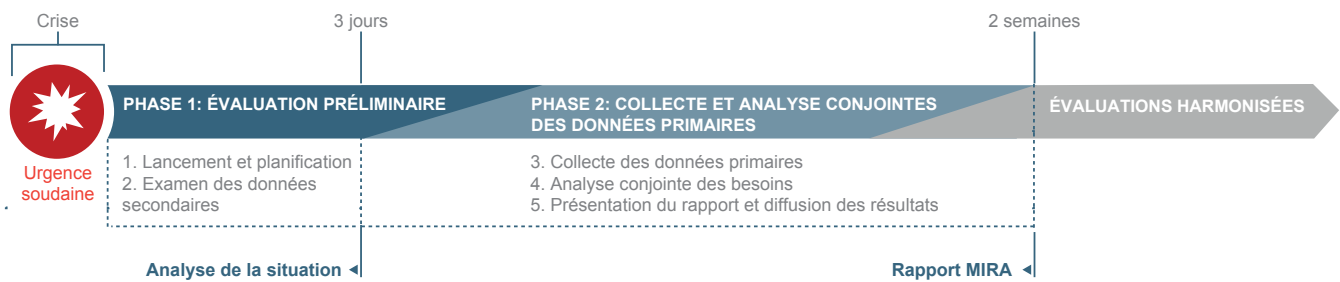 Crise
3 jours
2 semaines
PHASE 1: ÉVALUATION PRÉLIMINAIRE
PHASE 2: COLLECTE ET ANALYSE CONJOINTES
DES DONNÉES PRIMAIRES
ÉVALUATIONS HARMONISÉES
Urgence
soudaine
1. Lancement et planification
2. Examen des données
secondaires
3. Collecte des données primaires
4. Analyse conjointe des besoins
5. Présentation du rapport et diffusion des résultats
Analyse de la situation
Rapport MIRA